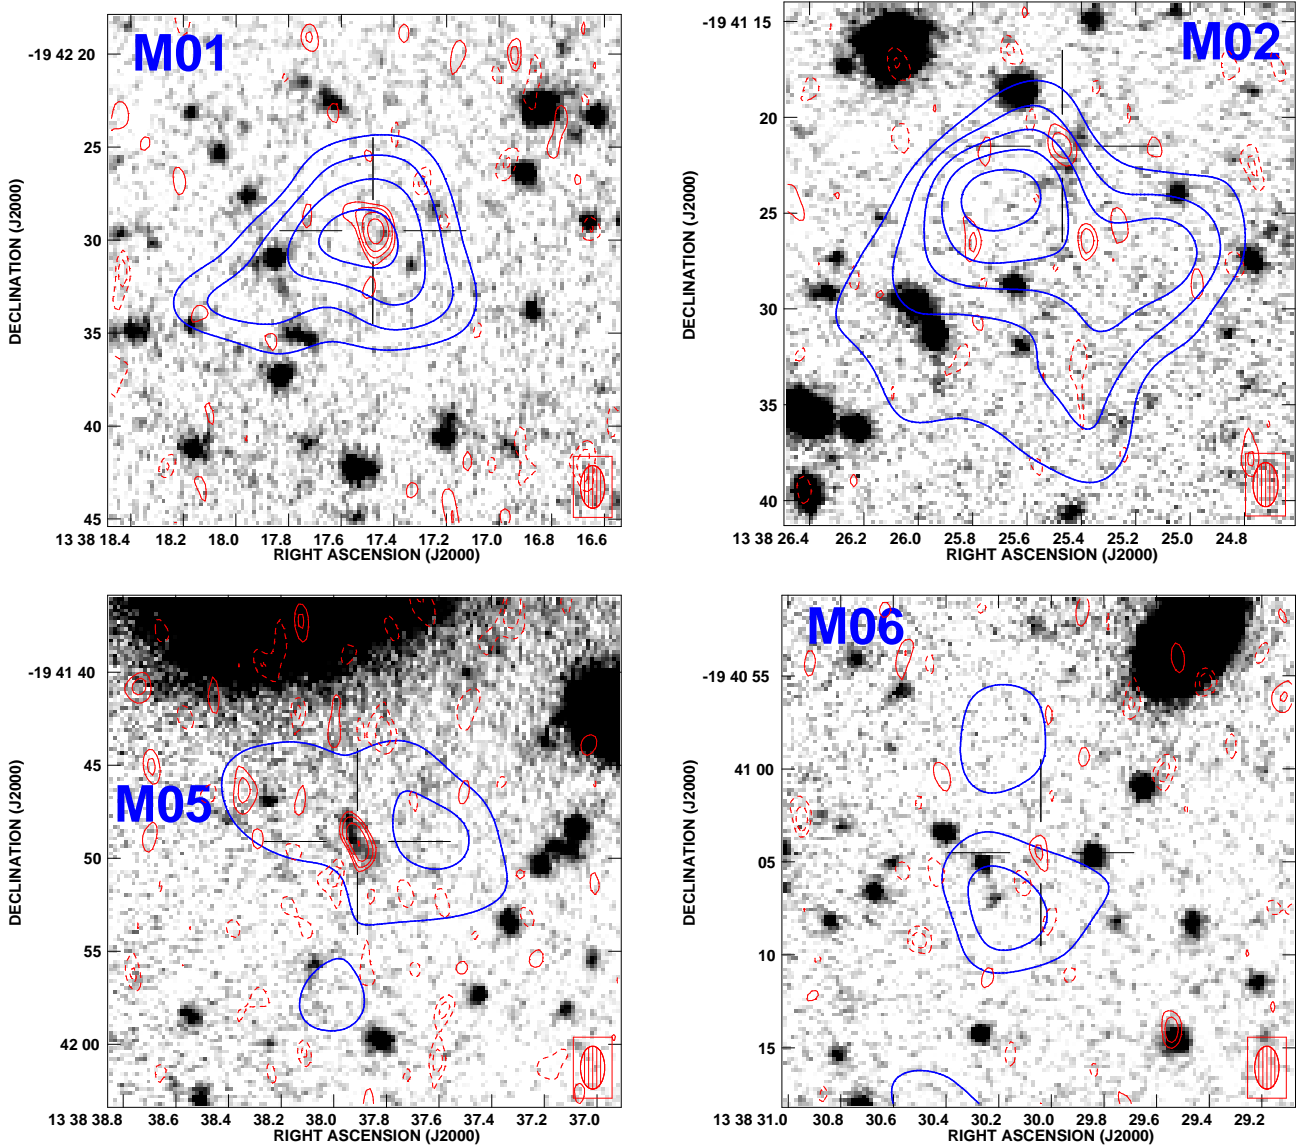 M01
-19 42 20
25
30
35
40
45
DECLINATION (J2000)
13 38 18.4 18.2 18.0 17.8 17.6 17.4 17.2 17.0 16.8 16.6
RIGHT ASCENSION (J2000)
M02
-19 41 15
20
25
30
35
40
DECLINATION (J2000)
13 38 26.4 26.2 26.0 25.8 25.6 25.4 25.2 25.0 24.8
RIGHT ASCENSION (J2000)
M05
-19 41 40
45
50
55
42 00
DECLINATION (J2000)
13 38 38.6 38.4 38.2 38.0 37.8 37.6 37.4 37.2 37.0
RIGHT ASCENSION (J2000)
M06
-19 40 55
41 00
05
10
15
DECLINATION (J2000)
13 38 31.0 30.8 30.6 30.4 30.2 30.0 29.8 29.6 29.4 29.2
RIGHT ASCENSION (J2000)